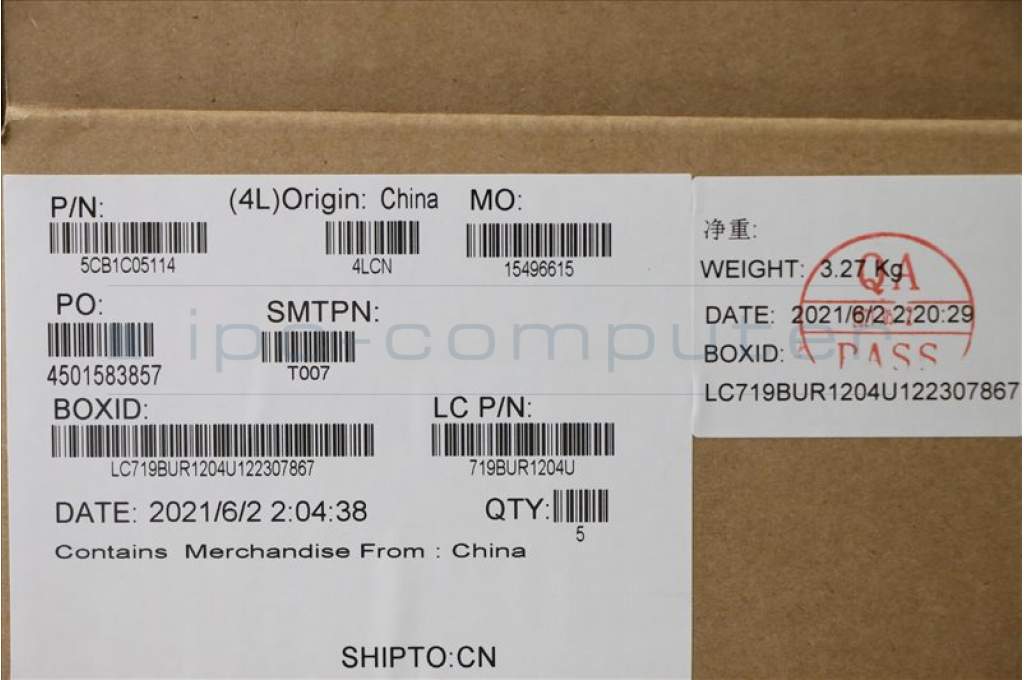 P/N:
5CB1C05114
(4L)Origin: China
4LCN
MO:
15496615
PO:
4501583857
SMTPN:
T007
BOXID:
LC719BUR1204U122307867
LC P/N:
719BUR1204U
DATE: 2021/6/2 2:04:38
QTY:
5
Contains Merchandise From : China
SHIPTO:CN
净重:
WEIGHT: 3.27 Kg
DATE: 2021/6/2 2:20:29
BOXID:
LC719BUR1204U122307867
QA
PASS
ipc-computer